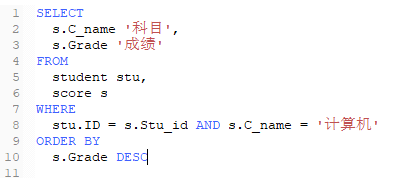 1 SELECT
2 s.C_name '科目',
3 s.Grade '成绩'
4 FROM
5 student stu,
6 score s
7 WHERE
8 stu.ID = s.Stu_id AND s.C_name = '计算机'
9 ORDER BY
10 s.Grade DESC
11